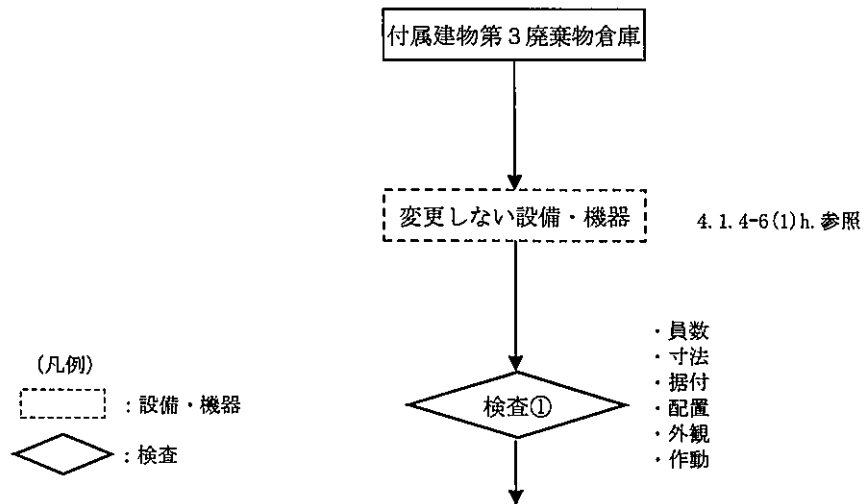 付属建物第3廃棄物倉庫
変更しない設備・機器
4.1.4-6(1)h.参照
検査①
・員数
・寸法
・据付
・配置
・外観
・作動
(凡例)
:設備・機器
:検査